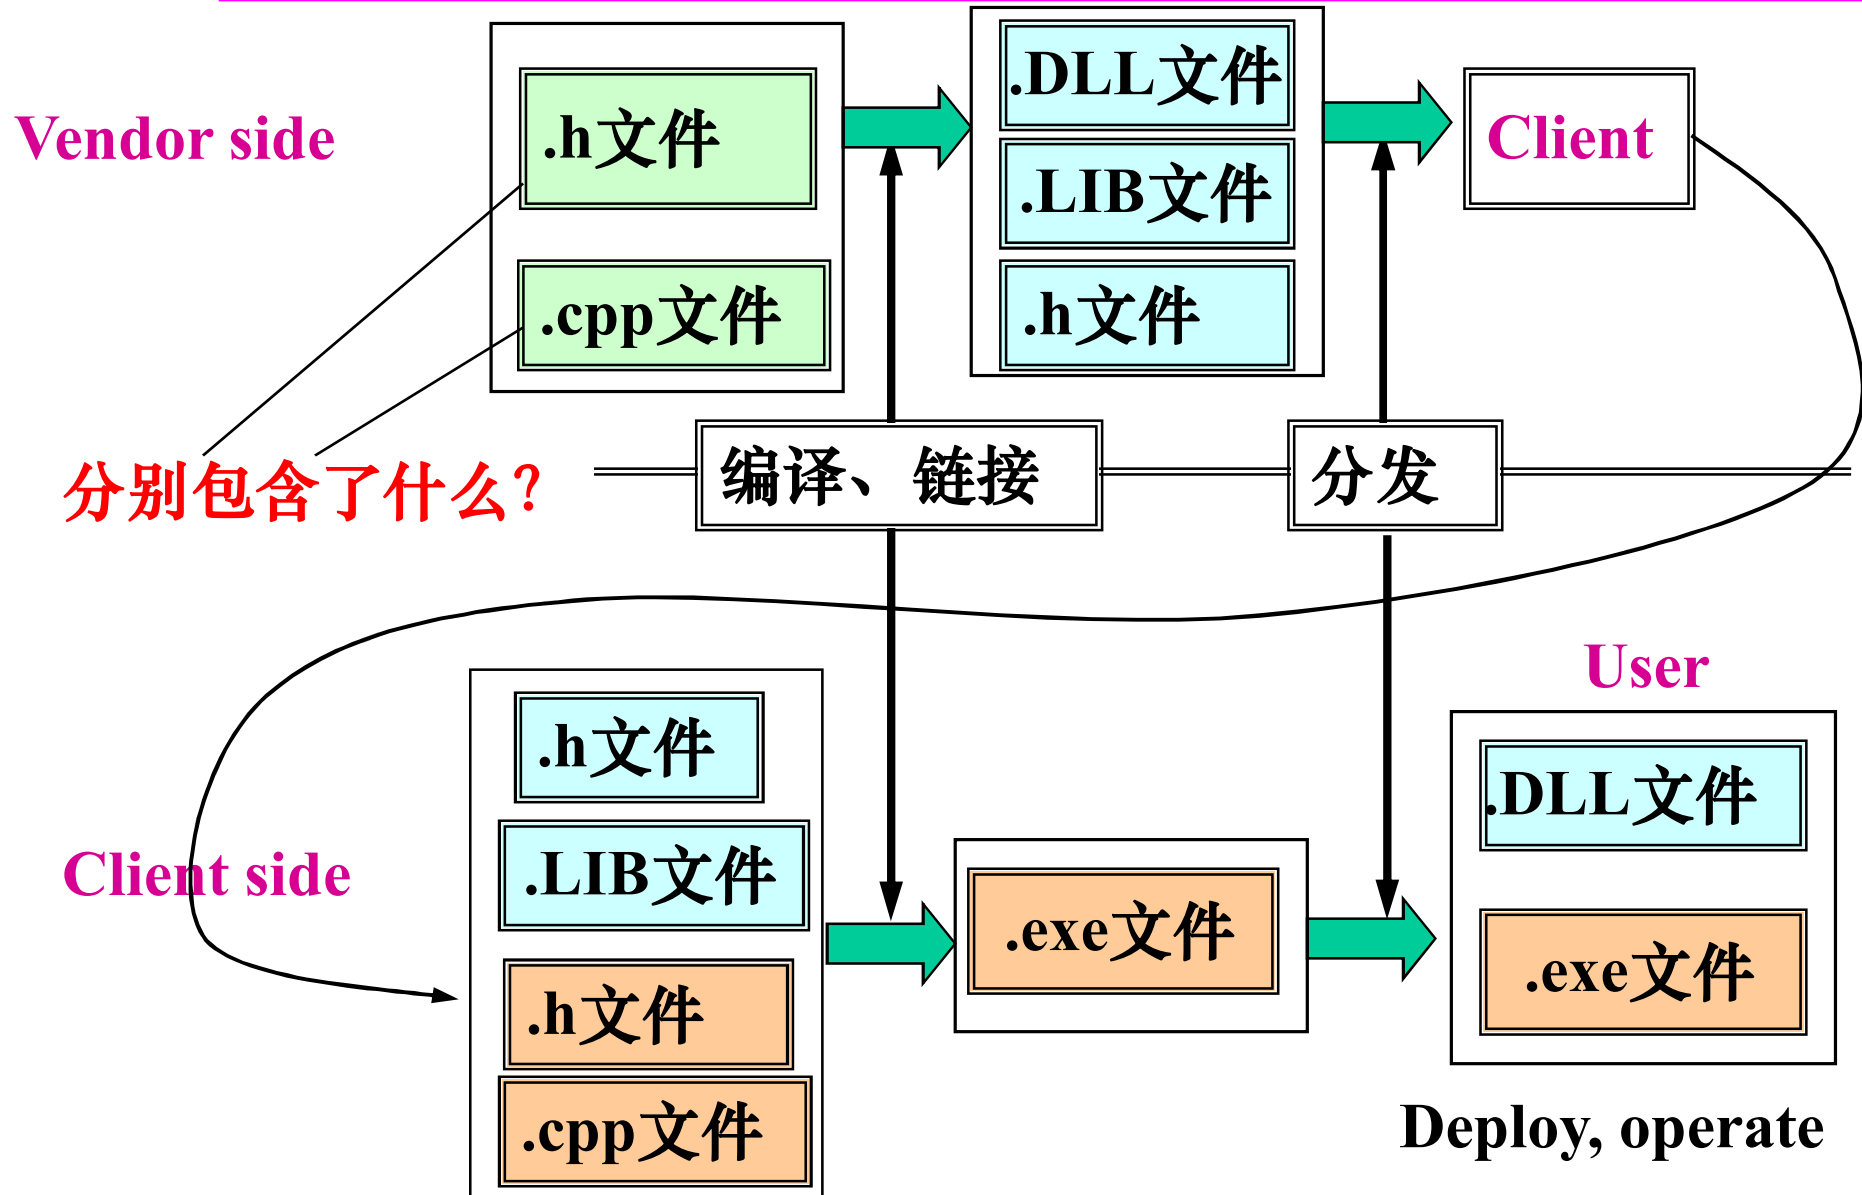 Vendor side
.h文件
.cpp文件
.DLL文件
.LIB文件
.h文件
Client
分别包含了什么?
编译、链接
分发
Client side
.h文件
.LIB文件
.h文件
.cpp文件
.exe文件
User
.DLL文件
.exe文件
Deploy, operate